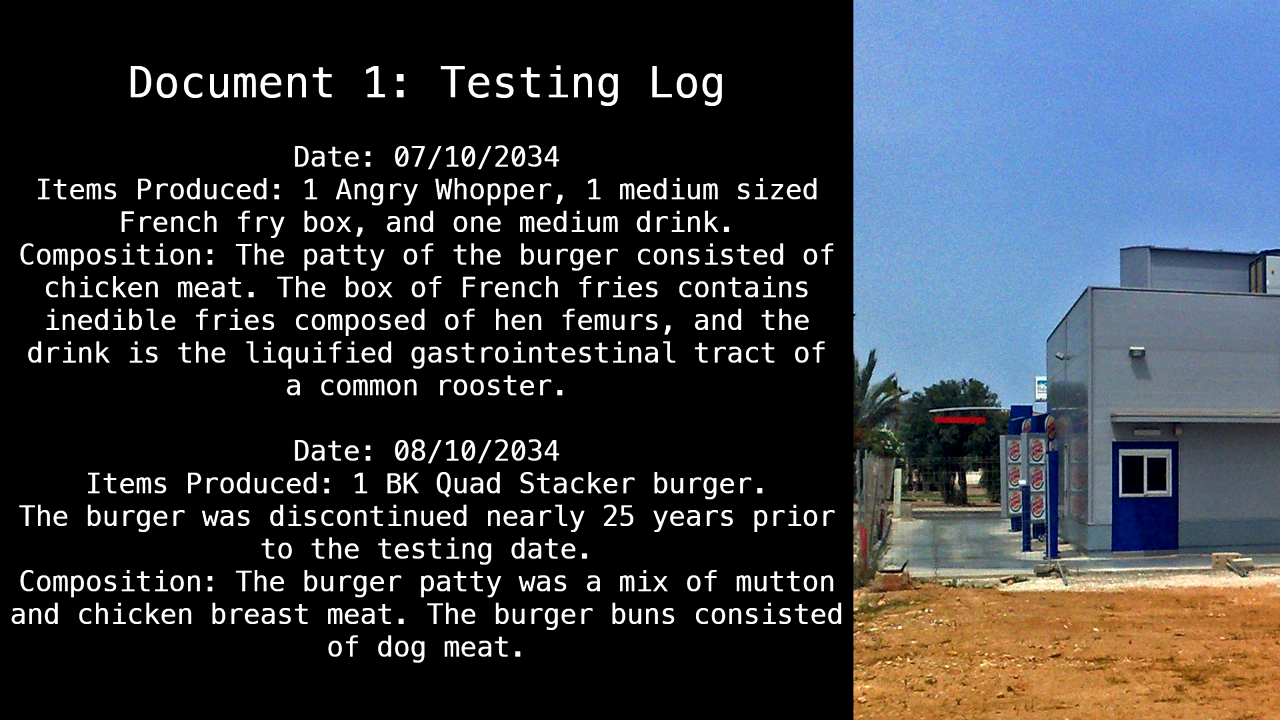 Document 1: Testing Log
Date: 07/10/2034
Items Produced: 1 Angry Whopper, 1 medium sized
French fry box, and one medium drink.
Composition: The patty of the burger consisted of
chicken meat. The box of French fries contains
inedible fries composed of hen femurs, and the
drink is the liquified gastrointestinal tract of
a common rooster.
Date: 08/10/2034
Items Produced: 1 BK Quad Stacker burger.
The burger was discontinued nearly 25 years prior
to the testing date.
Composition: The burger patty was a mix of mutton
and chicken breast meat. The burger buns consisted
of dog meat.